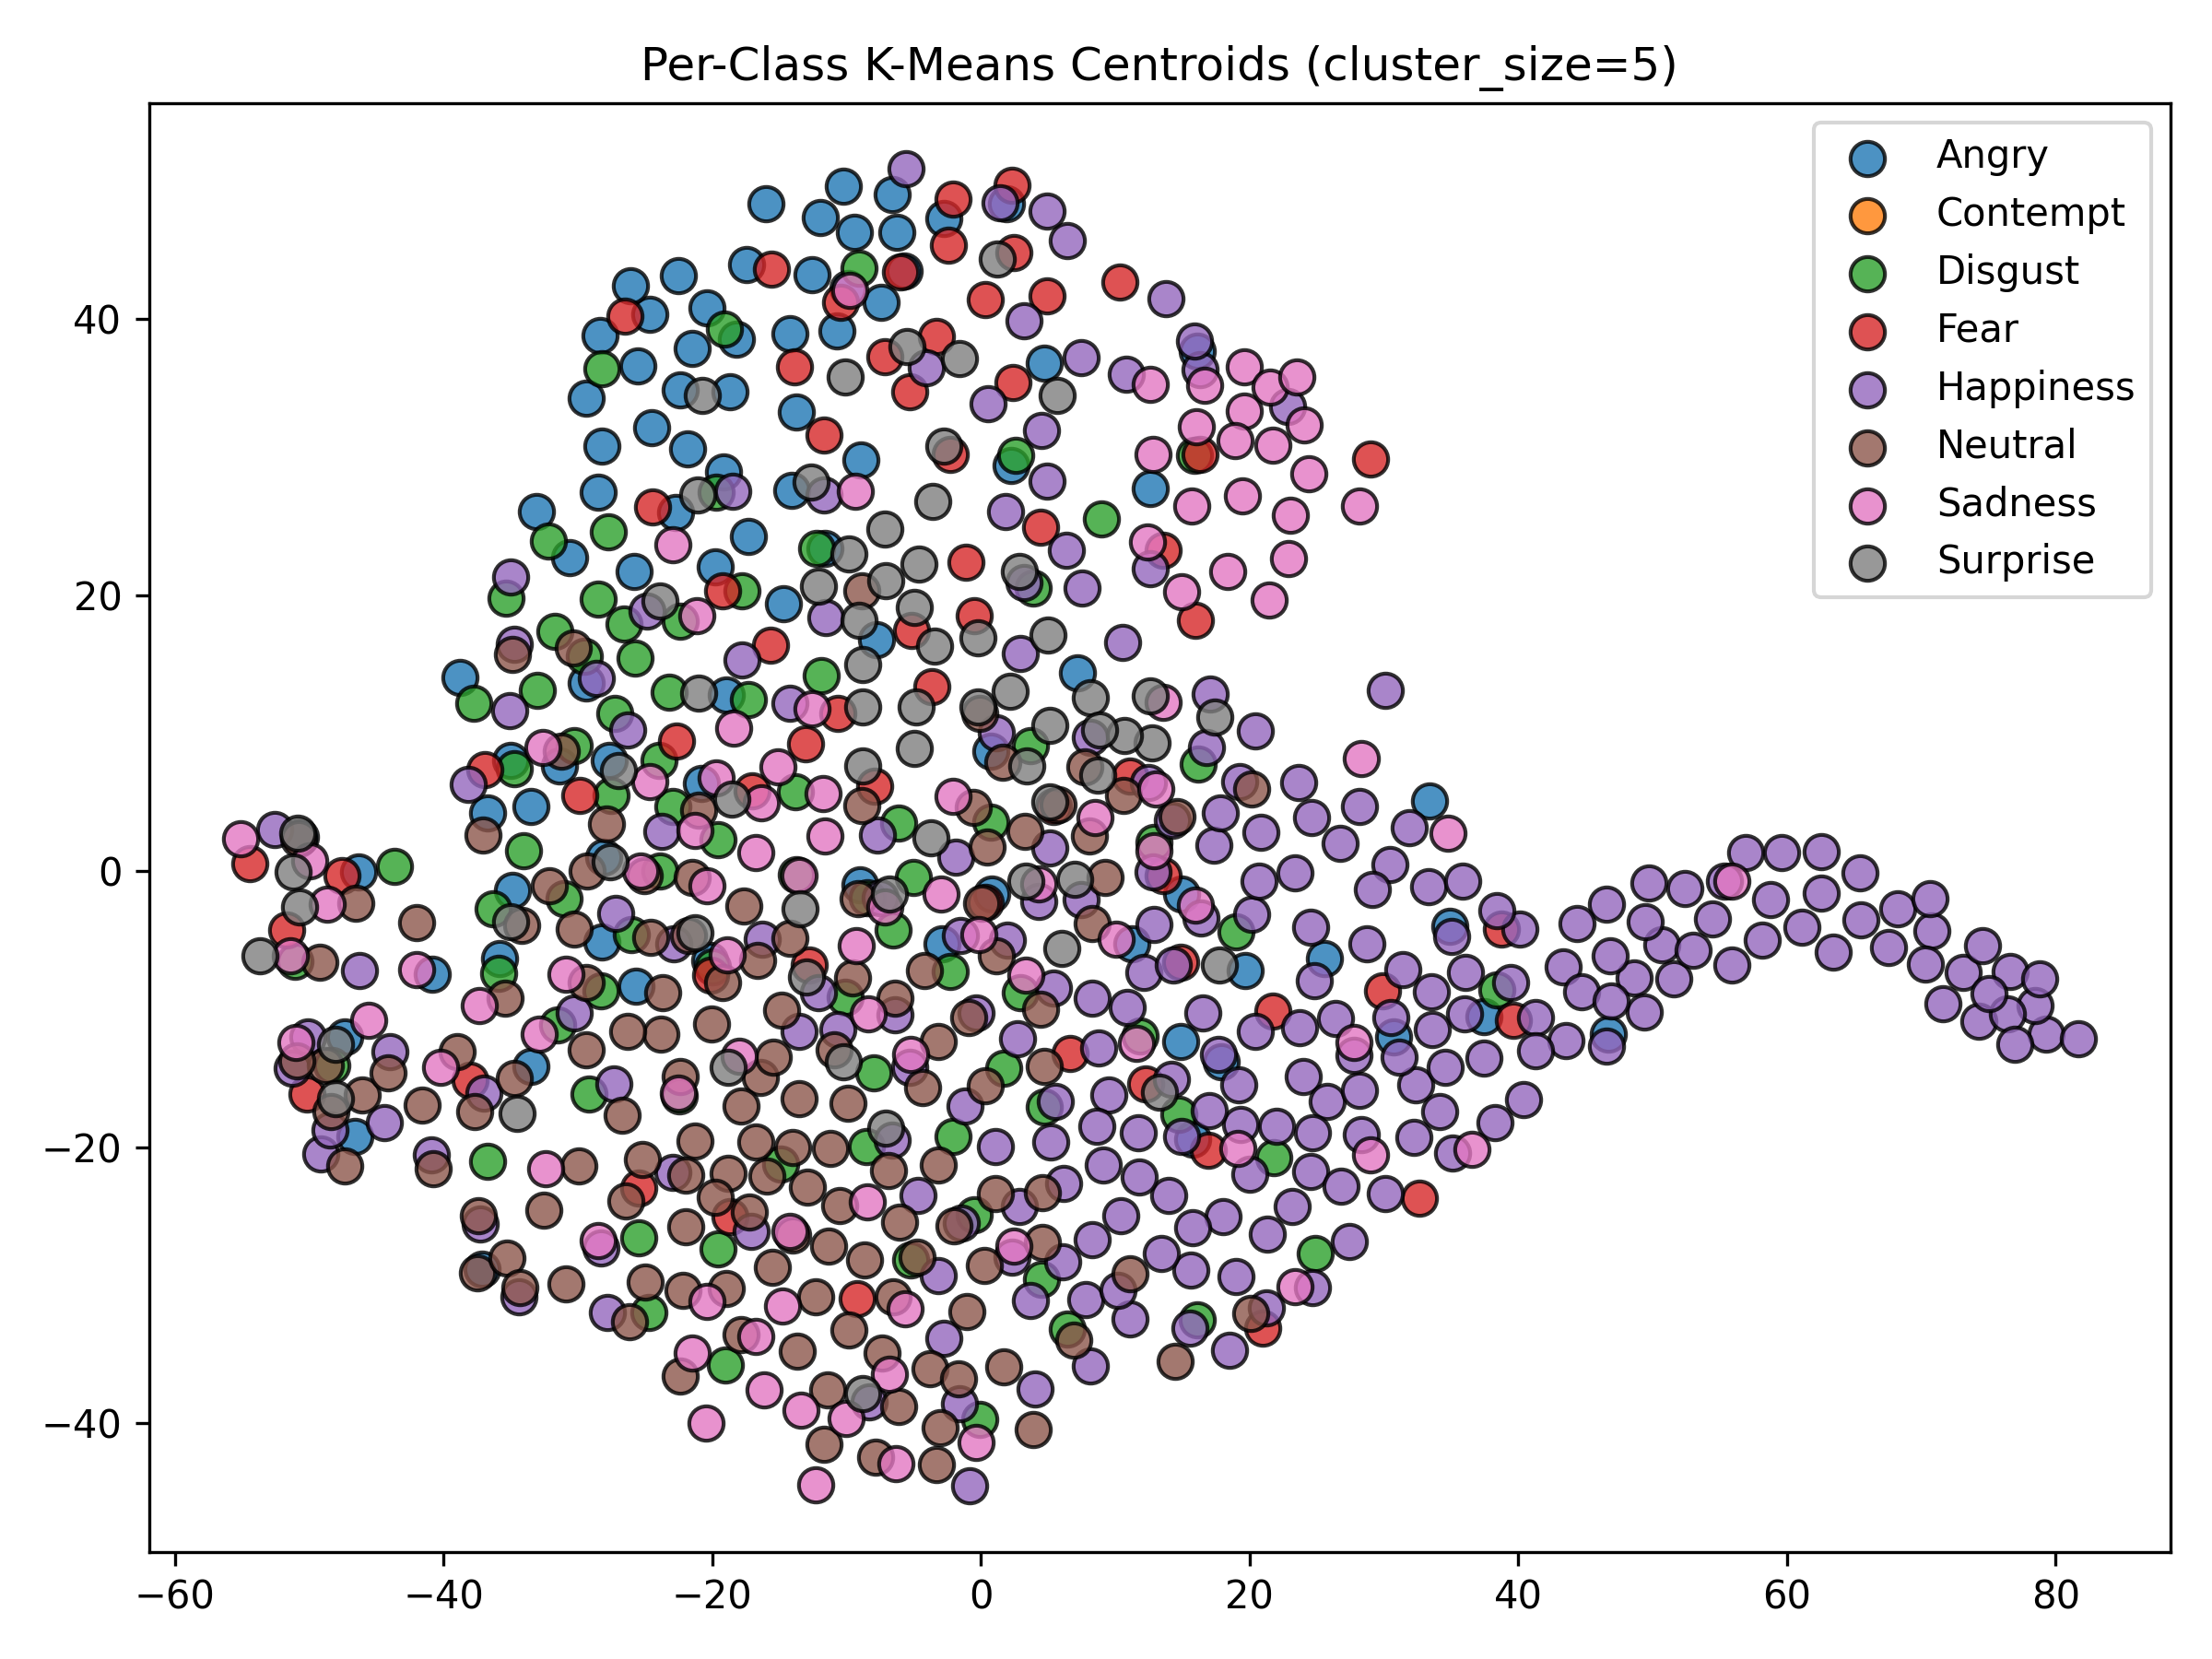 Per-Class K-Means Centroids (cluster_size=5)
Angry
Contempt
Disgust
Fear
Happiness
Neutral
Sadness
Surprise
40
20
0
−20
−40
−60
−40
−20
0
20
40
60
80